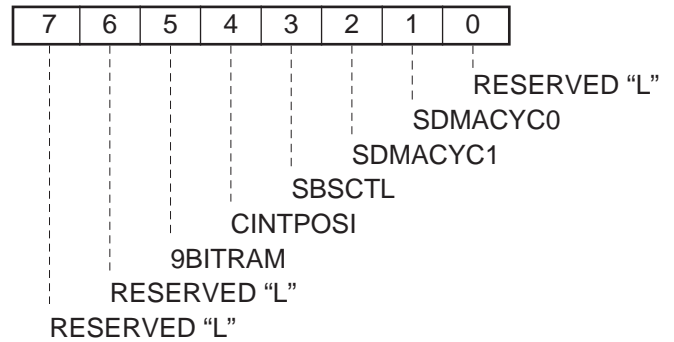 7 6 5 4 3 2 1 0
RESERVED “L”
SDMACYC0
SDMACYC1
SBSCTL
CINTPOSI
9BITRAM
RESERVED “L”
RESERVED “L”